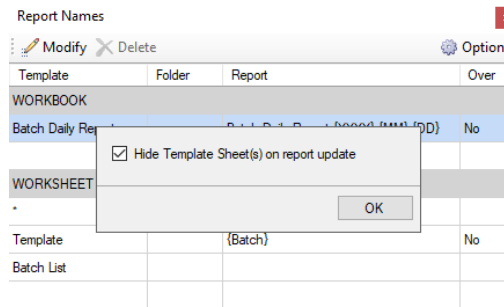 Report Names
Modify Delete Option
Template Folder Report Over
WORKBOOK
Batch Daily {DD} No
Hide Template Sheet(s) on report update
WORKSHEET
OK
*
Template {Batch} No
Batch List